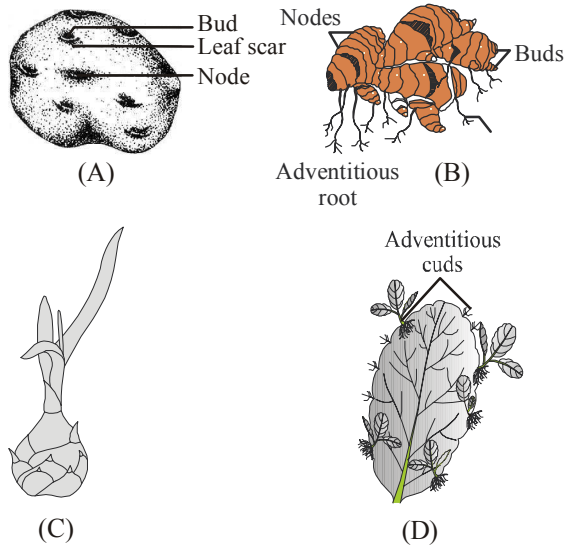 Bud
Leaf scar
Node
(A)
Nodes
Buds
Adventitious
root
(B)
Adventitious
cuds
(C)
(D)